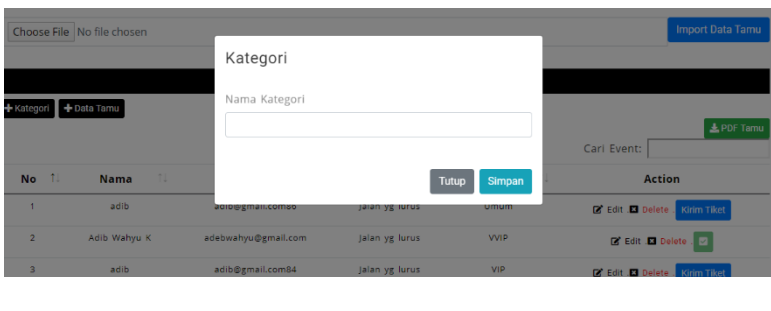 Choose File No file chosen
Import Data Tamu
Kategori
Nama Kategori
Kategori Data Tamu
PDF Tamu
Cari Event:
Tutup Simpan
No Nama Action
1 adib adib@gmail.com86 jalan yg lurus Umum Edit Delete Kirim Tiket
2 Adib Wahyu K adebwahyu@gmail.com jalan yg lurus VVIP Edit Delete
3 adib adib@gmail.com84 jalan yg lurus VIP Edit Delete Kirim Tiket